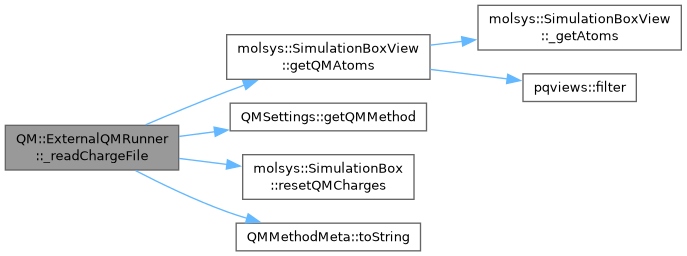 QM::ExternalQMRunner
::_readChargeFile
molsys::SimulationBoxView
::getQMAtoms
molsys::SimulationBoxView
::_getAtoms
pqviews::filter
QMSettings::getQMMethod
molsys::SimulationBox
::resetQMCharges
QMMethodMeta::toString